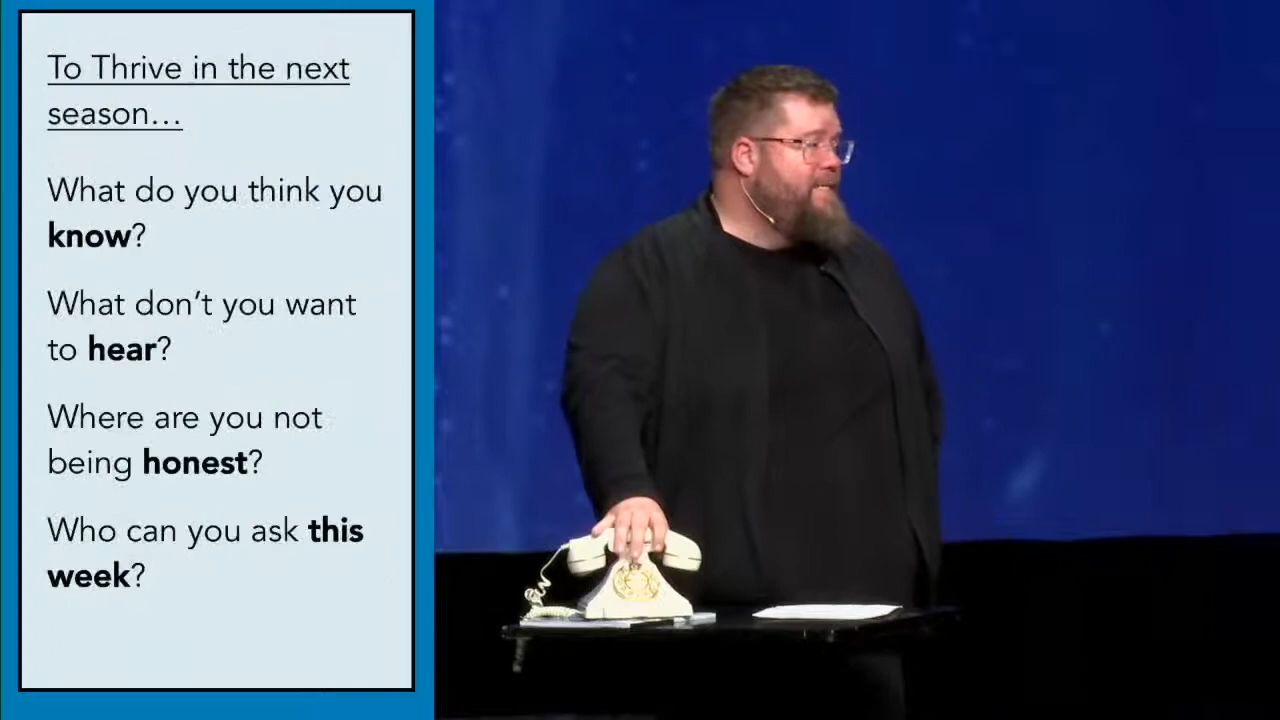 To Thrive in the next
season…
What do you think you
know?
What don’t you want
to hear?
Where are you not
being honest?
Who can you ask this
week?